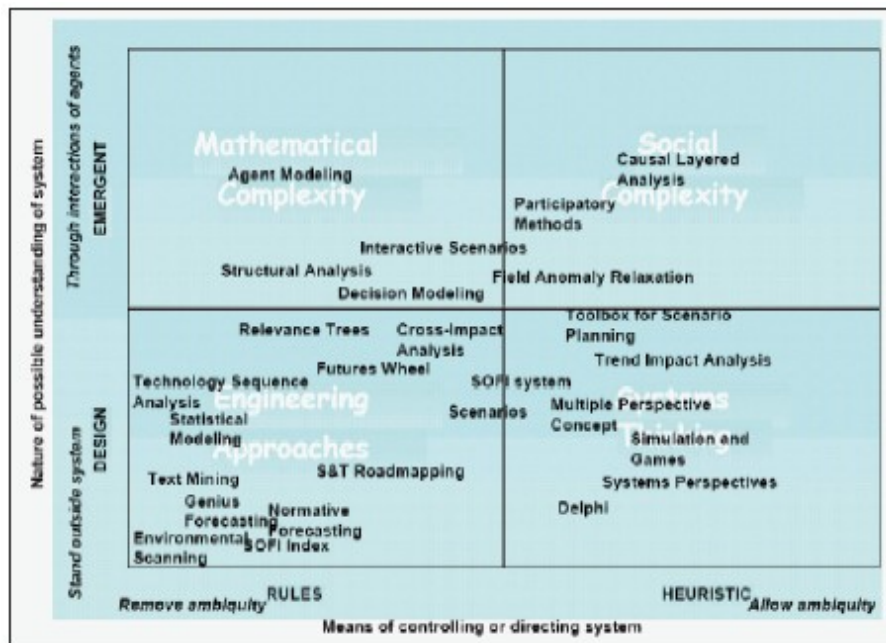 Nature of possible understanding of system
Through interactions of agents
EMERGENT
Stand outside system
DESIGN
Mathematical
Complexity
Agent Modeling
Interactive Scenarios
Structural Analysis
Decision Modeling
Social
Complexity
Causal Layered
Analysis
Participatory
Methods
Field Anomaly Relaxation
Engineering
Approaches
Relevance Trees
Cross-Impact
Analysis
Futures Wheel
Technology Sequence
Analysis
Statistical
Modeling
Text Mining
S&T Roadmapping
Genius
Forecasting
Normative
Forecasting
Environmental
Scanning
SOFI Index
Systems
Thinking
Toolbox for Scenario
Planning
Trend Impact Analysis
SOFI system
Scenarios
Multiple Perspective
Concept
Simulation and
Games
Systems Perspectives
Delphi
Remove ambiquity
RULES
HEURISTIC
Allow ambiquity
Means of controlling or directing system